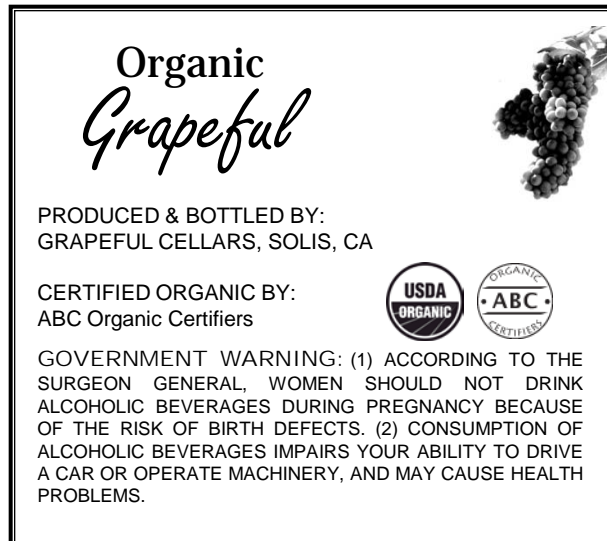 Organic
Grapeful
PRODUCED & BOTTLED BY:
GRAPEFUL CELLARS, SOLIS, CA
CERTIFIED ORGANIC BY:
ABC Organic Certifiers
USDA
ORGANIC
ORGANIC
• ABC •
CERTIFIERS
GOVERNMENT WARNING: (1) ACCORDING TO THE
SURGEON GENERAL, WOMEN SHOULD NOT DRINK
ALCOHOLIC BEVERAGES DURING PREGNANCY BECAUSE
OF THE RISK OF BIRTH DEFECTS. (2) CONSUMPTION OF
ALCOHOLIC BEVERAGES IMPAIRS YOUR ABILITY TO DRIVE
A CAR OR OPERATE MACHINERY, AND MAY CAUSE HEALTH
PROBLEMS.